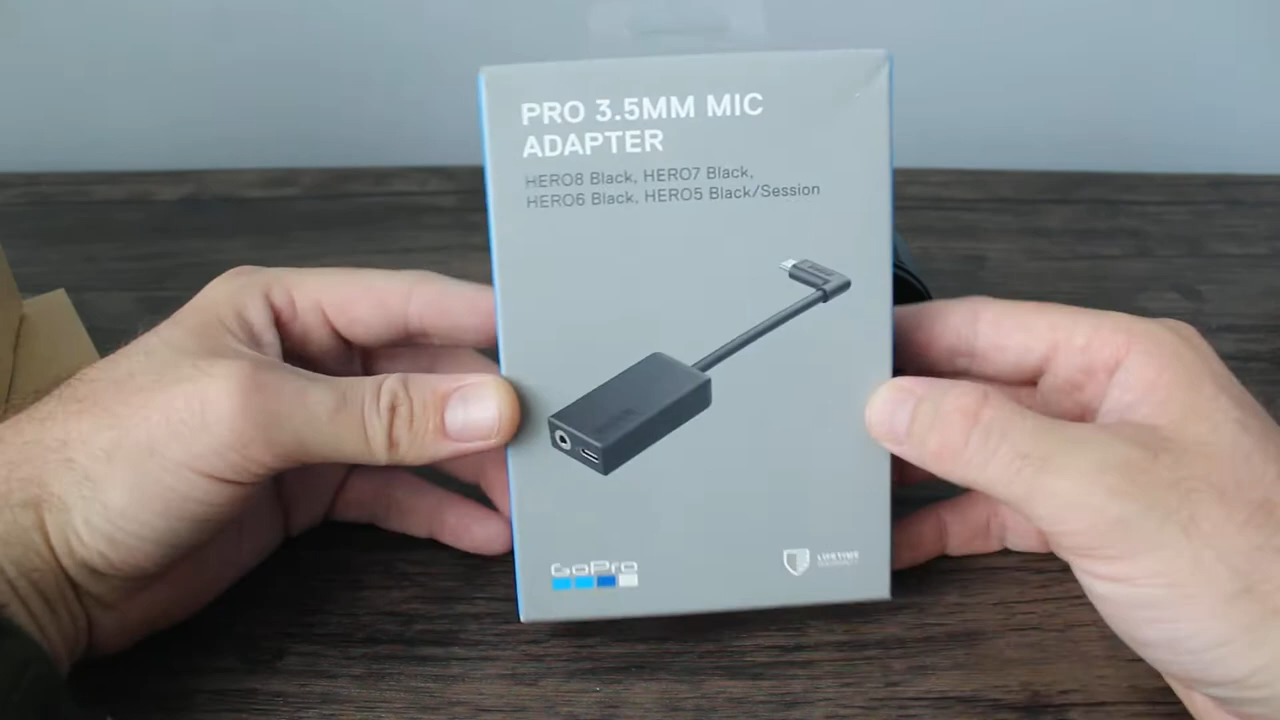 PRO 3.5MM MIC
ADAPTER
HERO8 Black, HERO7 Black,
HERO6 Black, HERO5 Black/Session
GoPro